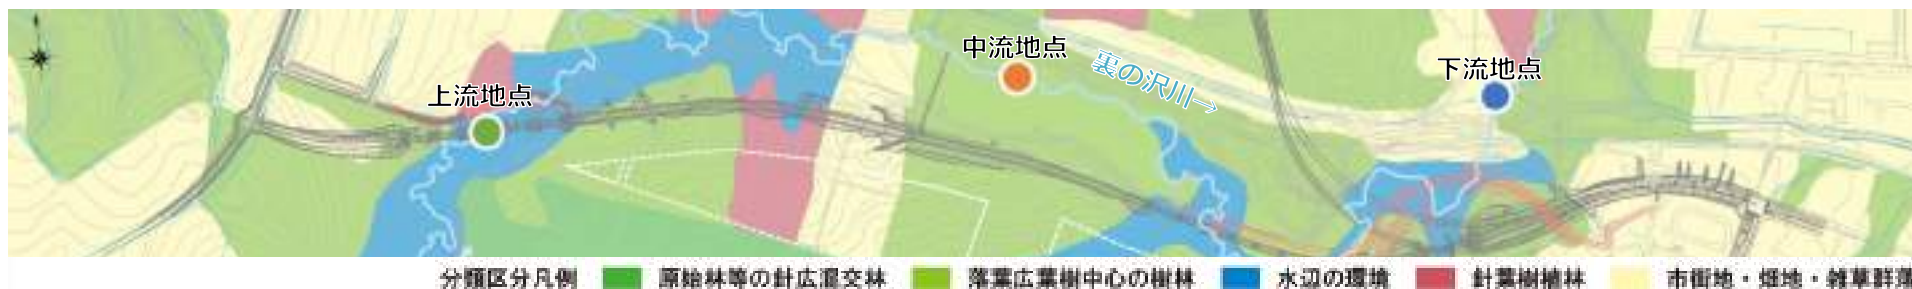 中流地点
裏の沢川→
下流地点
上流地点
分類区分凡例 原始林等の針広混交林 落葉広葉樹中心の樹林 水辺の環境 針葉樹植林 市街地・畑地・雑草群落